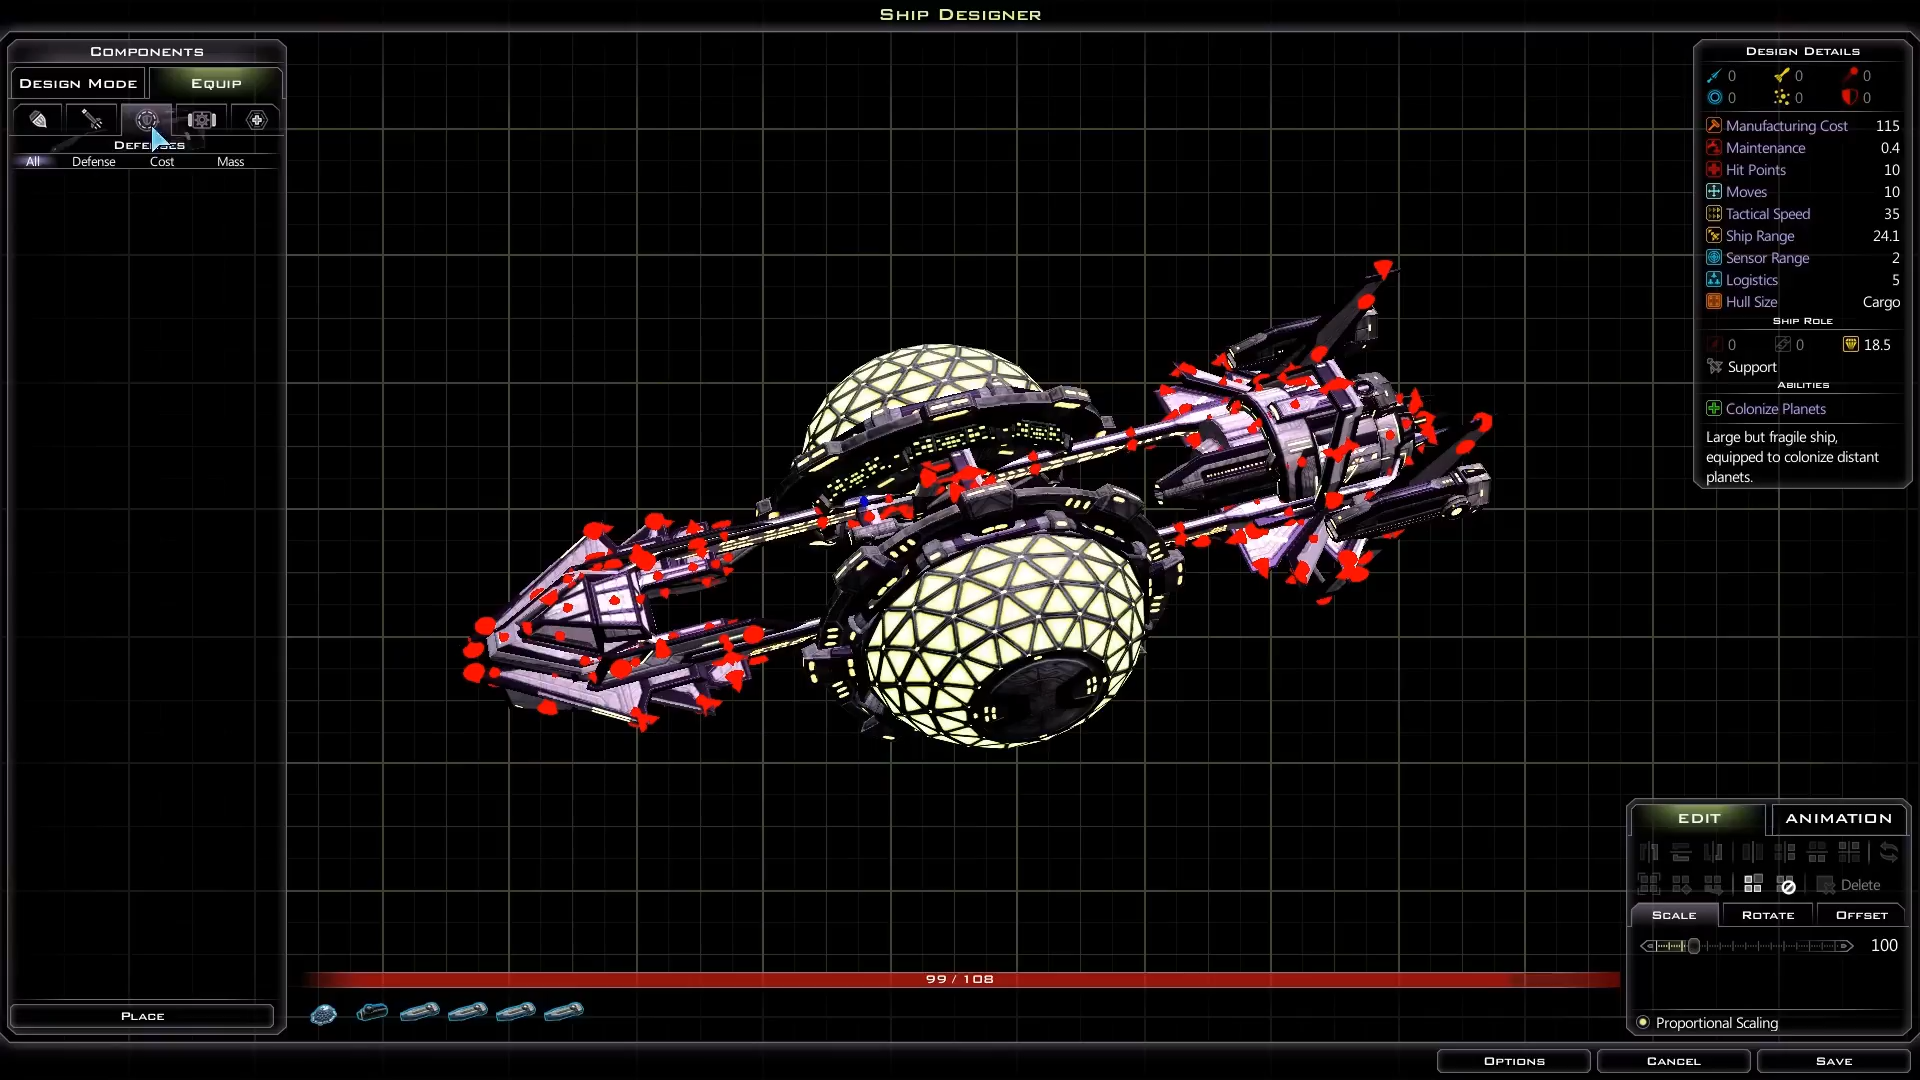 Ship Designer
Components
Design Mode
Equip
Defenses
All
Defense
Cost
Mass
Place
Design Details
0
0
0
0
0
0
Manufacturing Cost 115
Maintenance 0.4
Hit Points 10
Moves 10
Tactical Speed 35
Ship Range 24.1
Sensor Range 2
Logistics 5
Hull Size Cargo
Ship Role
0
0
18.5
Support
Abilities
Colonize Planets
Large but fragile ship,
equipped to colonize distant
planets.
Edit
Animation
Delete
Scale
Rotate
Offset
100
Proportional Scaling
99 / 108
Options
Cancel
Save